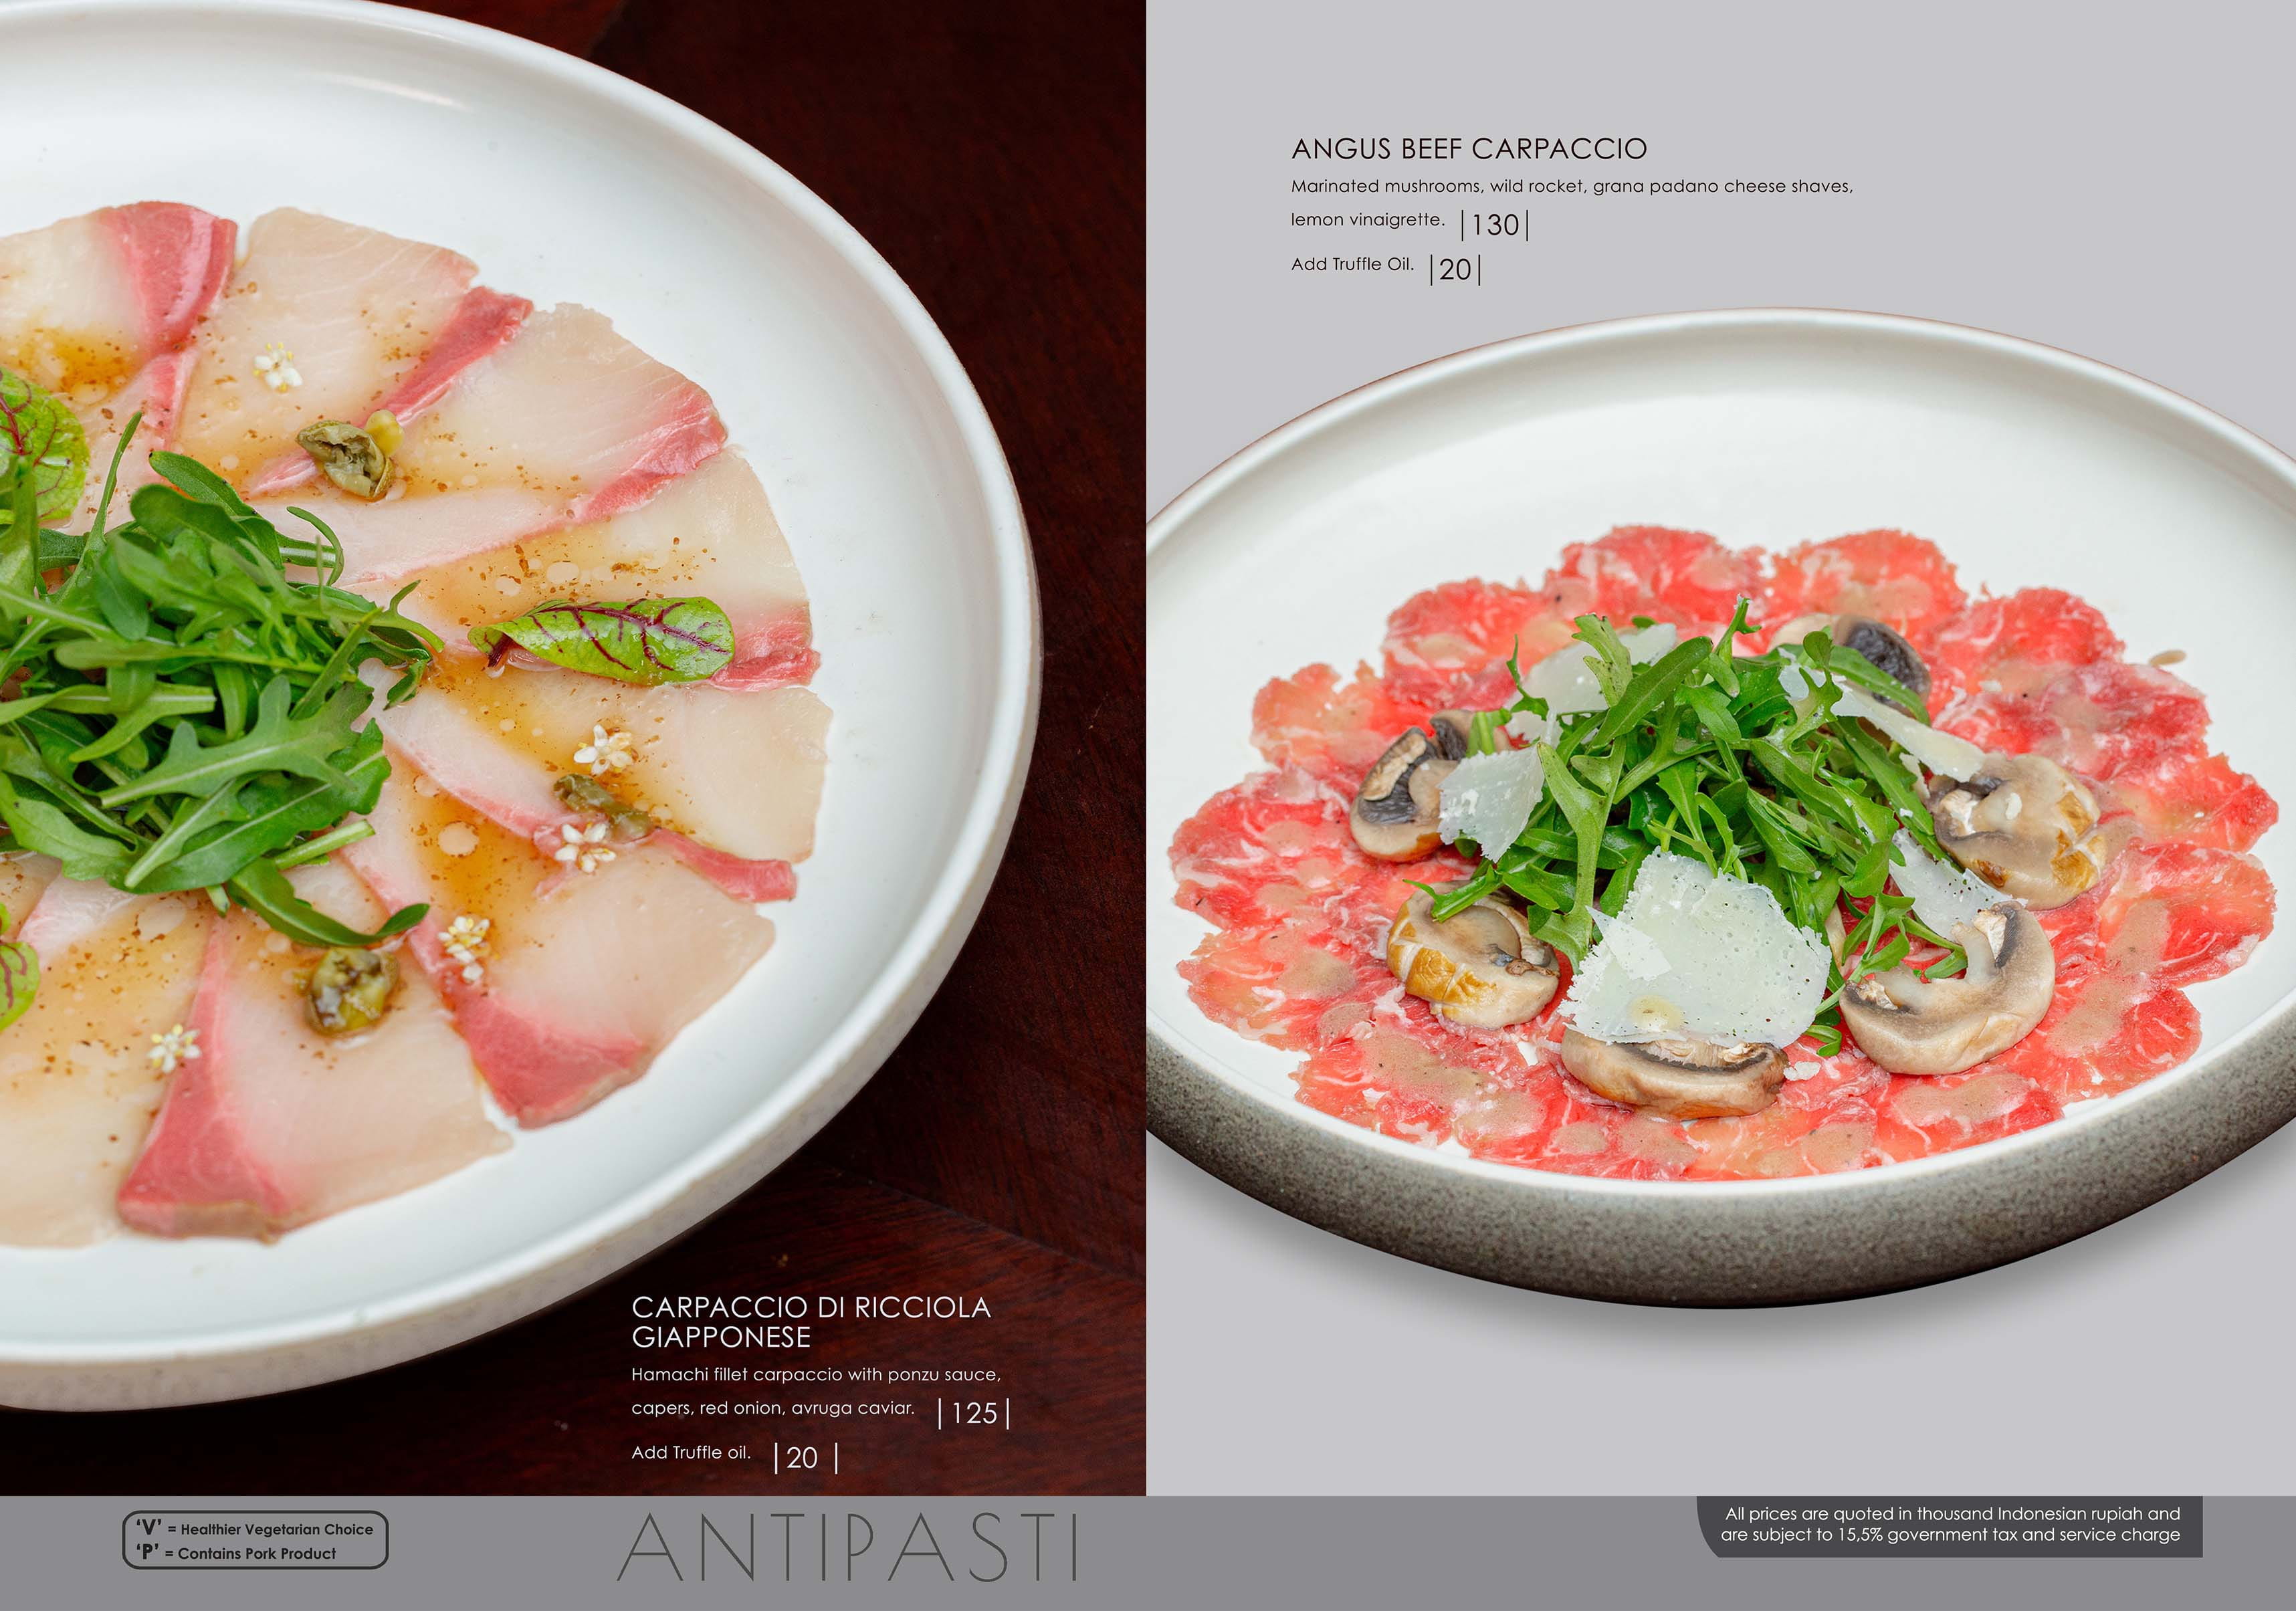 ANGUS BEEF CARPACCIO
Marinated mushrooms, wild rocket, grana padano cheese shaves,
lemon vinaigrette. |130|
Add Truffle Oil. |20|
CARPACCIO DI RICCIOLA
GIAPPONESE
Hamachi fillet carpaccio with ponzu sauce,
capers, red onion, avruga caviar. |125|
Add Truffle oil. |20 |
'V' = Healthier Vegetarian Choice
'P' = Contains Pork Product
ANTIPASTI
All prices are quoted in thousand Indonesian rupiah and
are subject to 15,5% government tax and service charge